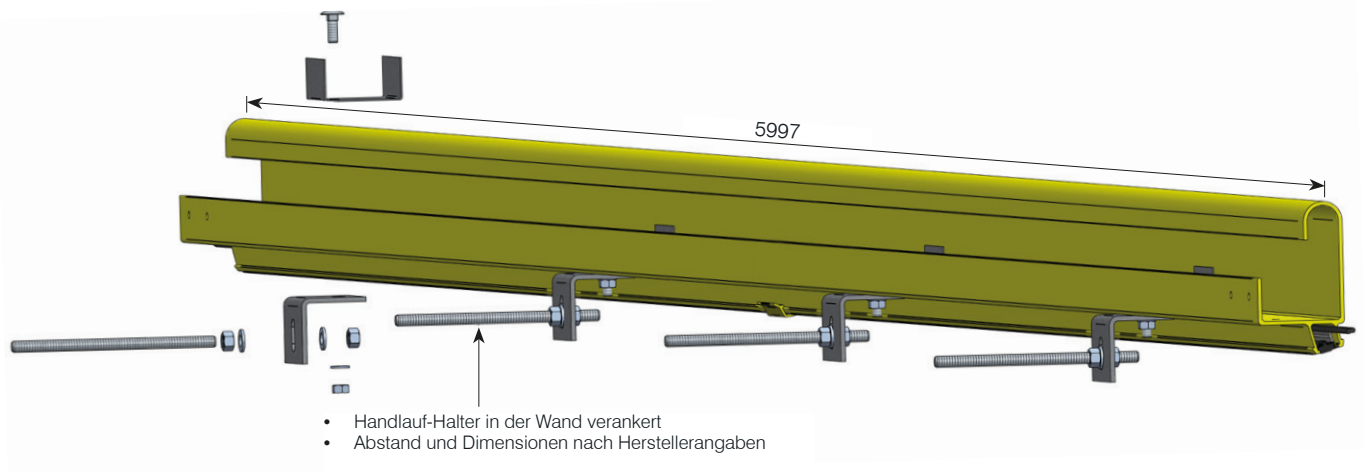 5997
• Handlauf-Halter in der Wand verankert
• Abstand und Dimensionen nach Herstellerangaben